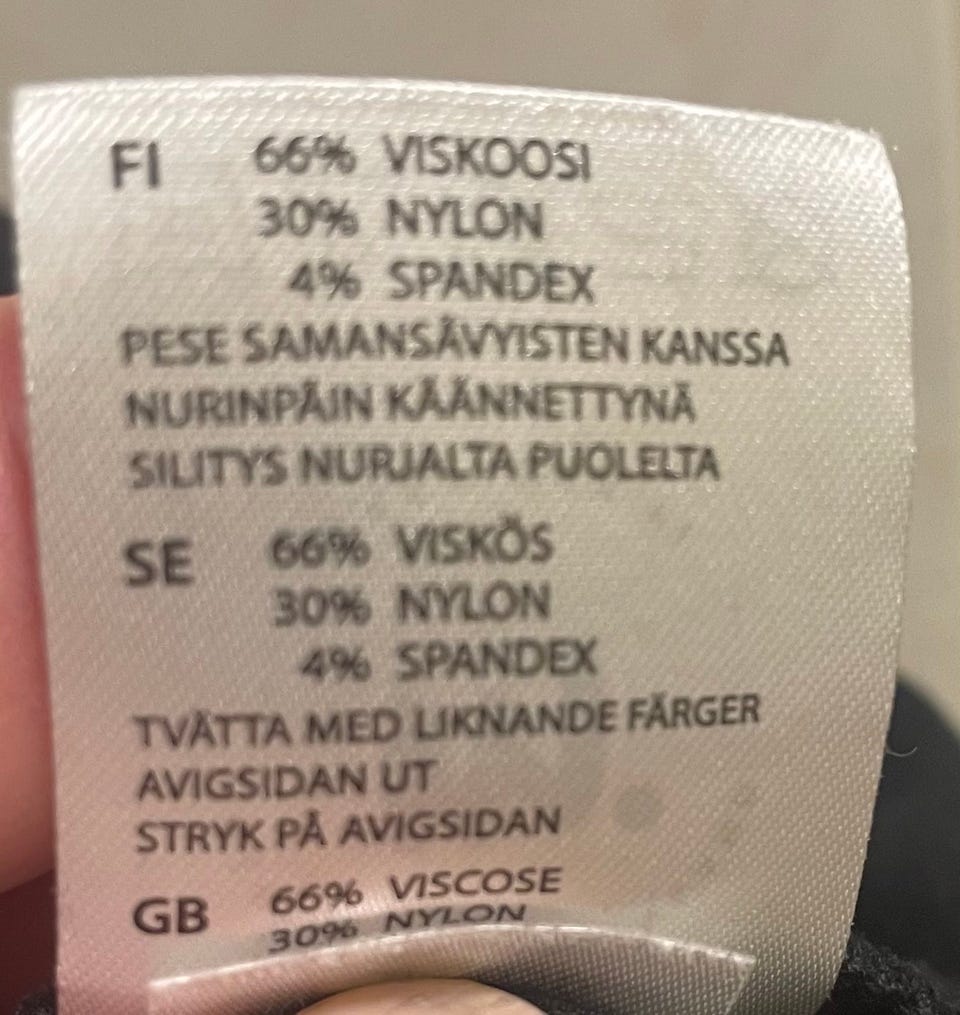 FI 66% VISKOOSI
30% NYLON
4% SPANDEX
PESE SAMANSÄVYISTEN KANSSA
NURINPÄIN KÄÄNNETTYNÄ
SILITYS NURJALTA PUOLELTA
SE 66% VISKÖS
30% NYLON
4% SPANDEX
TVÄTTA MED LIKNANDE FÄRGER
AVIGSIDAN UT
STRYK PÅ AVIGSIDAN
GB 66% VISCOSE
30% NYLON